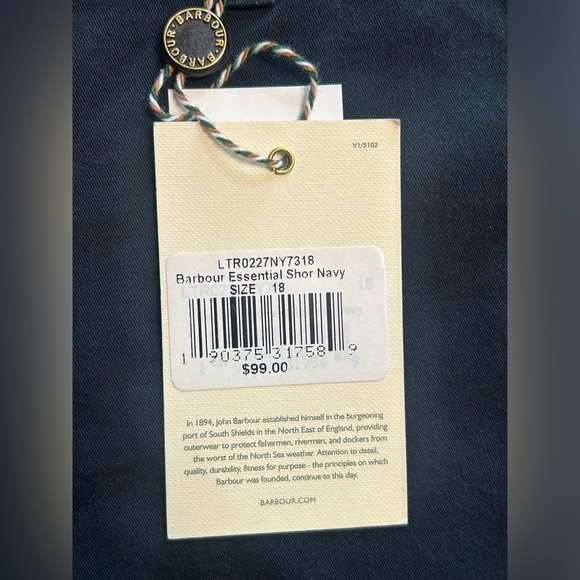 BARBOUR · BARBOUR ·
V1/5102
LTR0227NY7318
Barbour Essential Shor Navy
SIZE 18
1 90375 31758 9
$99.00
In 1894, John Barbour established himself in the burgeoning
port of South Shields in the North East of England, providing
outerwear to protect fishermen, rivermen, and dockers from
the worst of the North Sea weather. Attention to detail,
quality, durability, fitness for purpose - the principles on which
Barbour was founded, continue to this day.
BARBOUR.COM